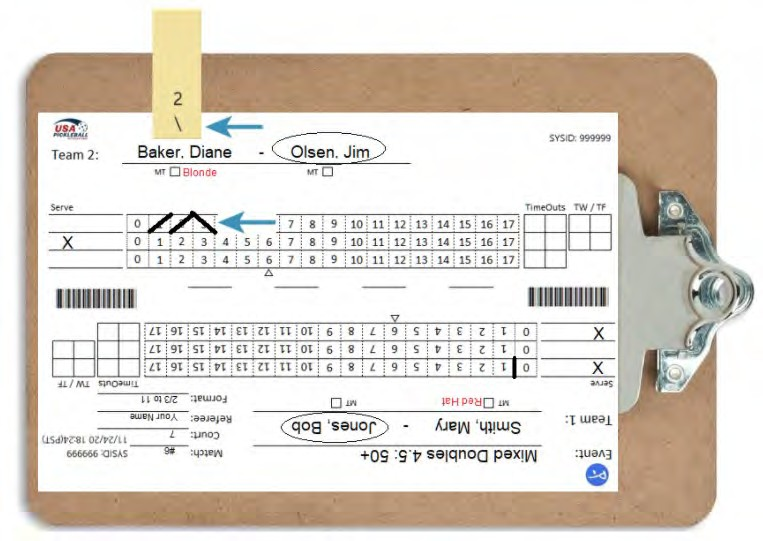 2
\
USA
PICKLEBALL
SYSID: 999999
Team 2: Baker, Diane - Olsen, Jim
MT Blonde MT
Serve TimeOuts TW / TF
0 7 8 9 10 11 12 13 14 15 16 17
X 0 1 2 3 4 5 6 7 8 9 10 11 12 13 14 15 16 17
0 1 2 3 4 5 6 7 8 9 10 11 12 13 14 15 16 17
Event: Mixed Doubles 4.5: 50+ Match: #6 SYSID: 999999
Court: 7 11/24/20 18:24(PST)
Team 1: Smith, Mary - Jones, Bob Referee: Your Name
MT Red Hat MT Format: 2/3 to 11
Serve TimeOuts TW / TF
X 0 1 2 3 4 5 6 7 8 9 10 11 12 13 14 15 16 17
0 1 2 3 4 5 6 7 8 9 10 11 12 13 14 15 16 17
X 0 1 2 3 4 5 6 7 8 9 10 11 12 13 14 15 16 17